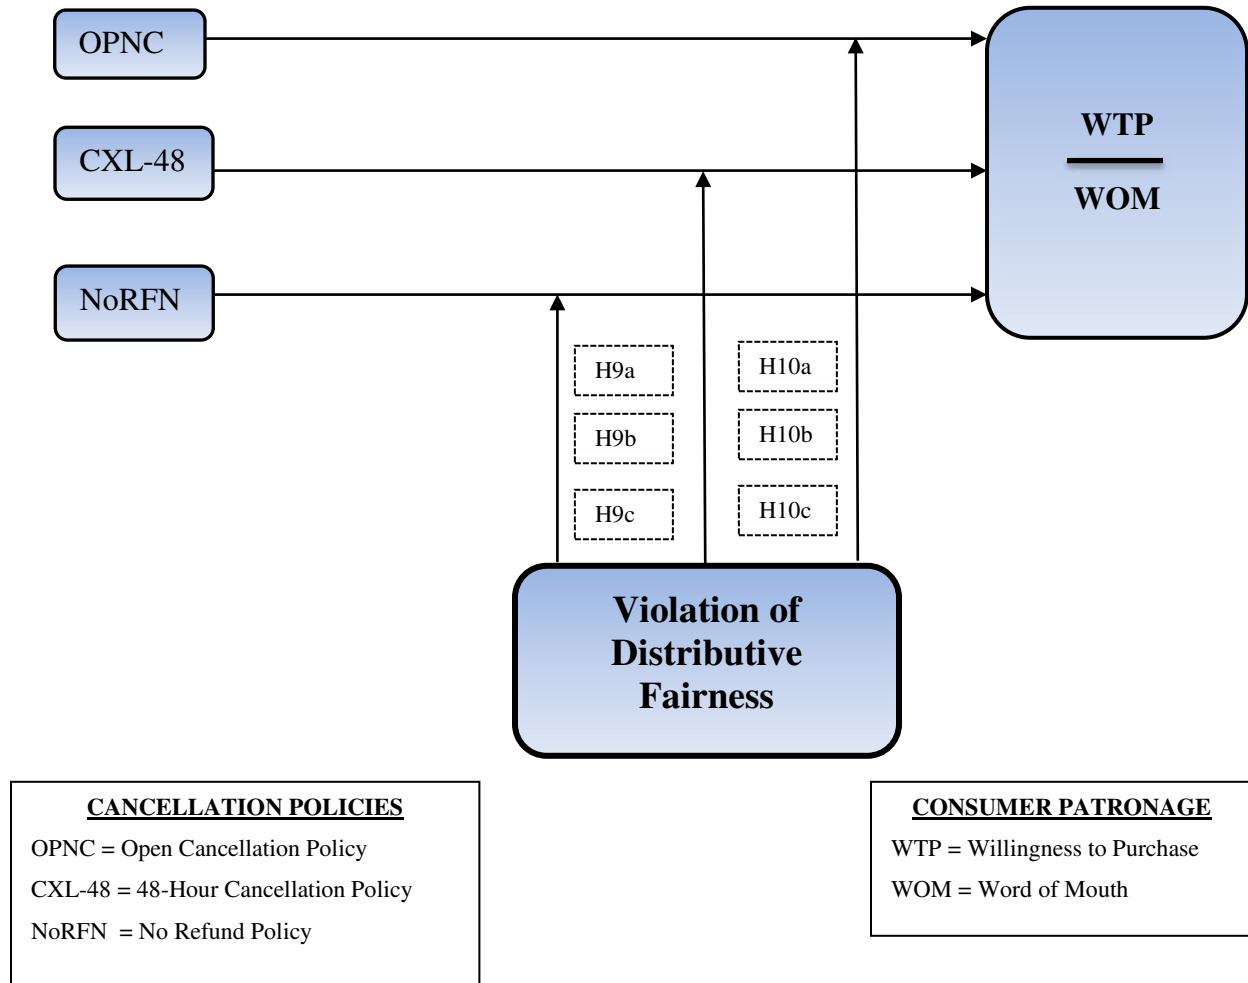 OPNC
CXL-48
NoRFN
WTP
WOM
H9a
H10a
H9b
H10b
H9c
H10c
Violation of
Distributive
Fairness
CANCELLATION POLICIES
OPNC = Open Cancellation Policy
CXL-48 = 48-Hour Cancellation Policy
NoRFN = No Refund Policy
CONSUMER PATRONAGE
WTP = Willingness to Purchase
WOM = Word of Mouth